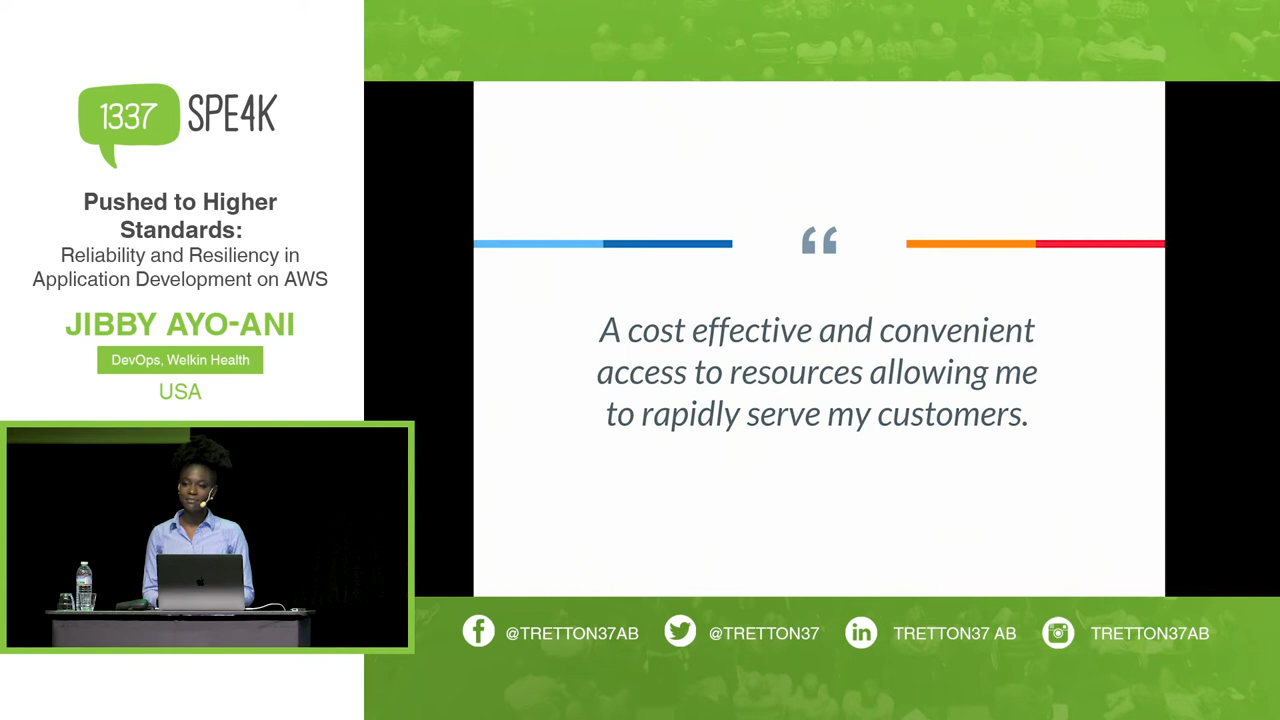 1337
SPE4K
Pushed to Higher
Standards:
Reliability and Resiliency in
Application Development on AWS
JIBBY AYO-ANI
DevOps, Welkin Health
USA
“
A cost effective and convenient
access to resources allowing me
to rapidly serve my customers.
@TRETTON37AB
@TRETTON37
TRETTON37 AB
TRETTON37AB